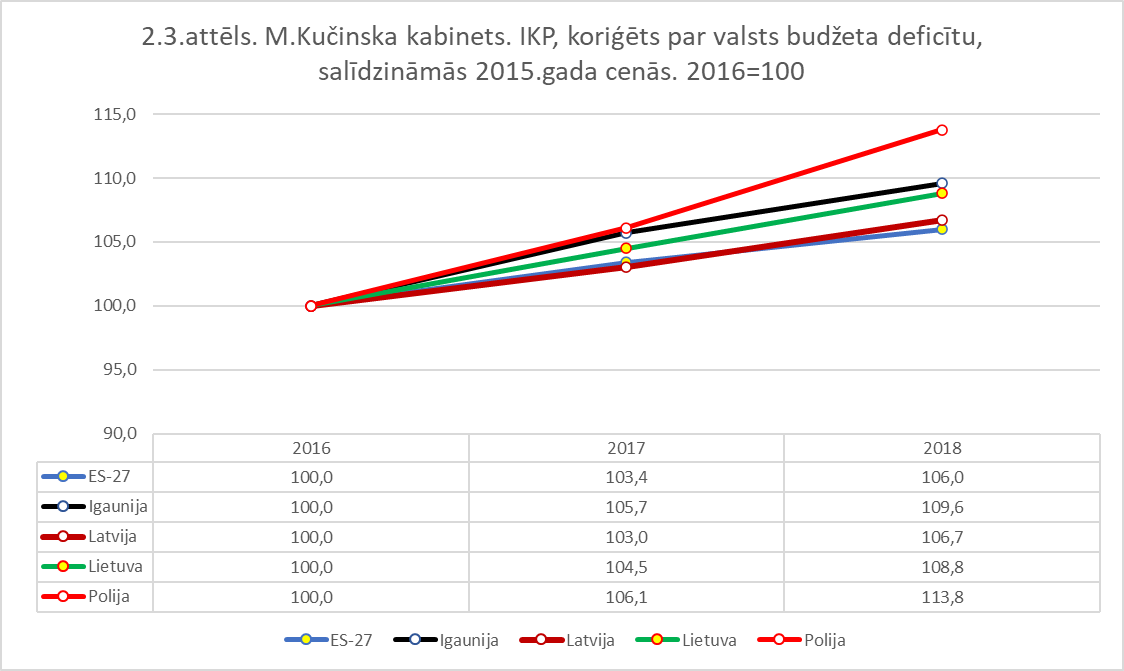 2.3.attēls. M.Kučinska kabinets. IKP, koriģēts par valsts budžeta deficītu,
salīdzināmās 2015.gada cenās. 2016=100
115,0
110,0
105,0
100,0
95,0
90,0
2016 2017 2018
ES-27 100,0 103,4 106,0
Igaunija 100,0 105,7 109,6
Latvija 100,0 103,0 106,7
Lietuva 100,0 104,5 108,8
Polija 100,0 106,1 113,8
ES-27 Igaunija Latvija Lietuva Polija